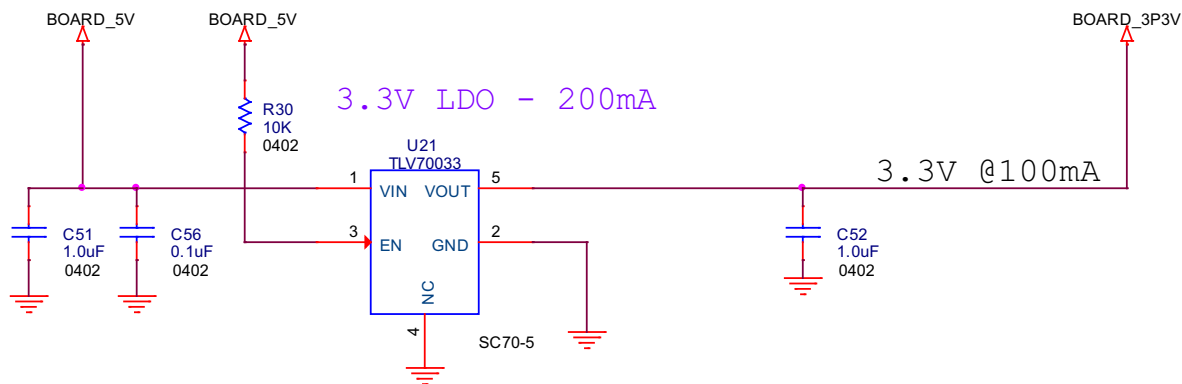 BOARD_5V
BOARD_5V
BOARD_3P3V
3.3V LDO - 200mA
R30
10K
0402
U21
TLV70033
3.3V @100mA
1
VIN
VOUT
5
C51
1.0uF
0402
C56
0.1uF
0402
3
EN
GND
2
C52
1.0uF
0402
NC
4
SC70-5